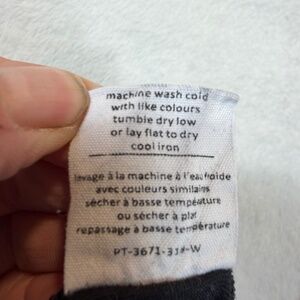 machine wash cold
with like colours
tumble dry low
or lay flat to dry
cool iron
lavage à la machine à l'eau froide
avec couleurs similaires
sécher à basse température
ou sécher à plat
repassage à basse température